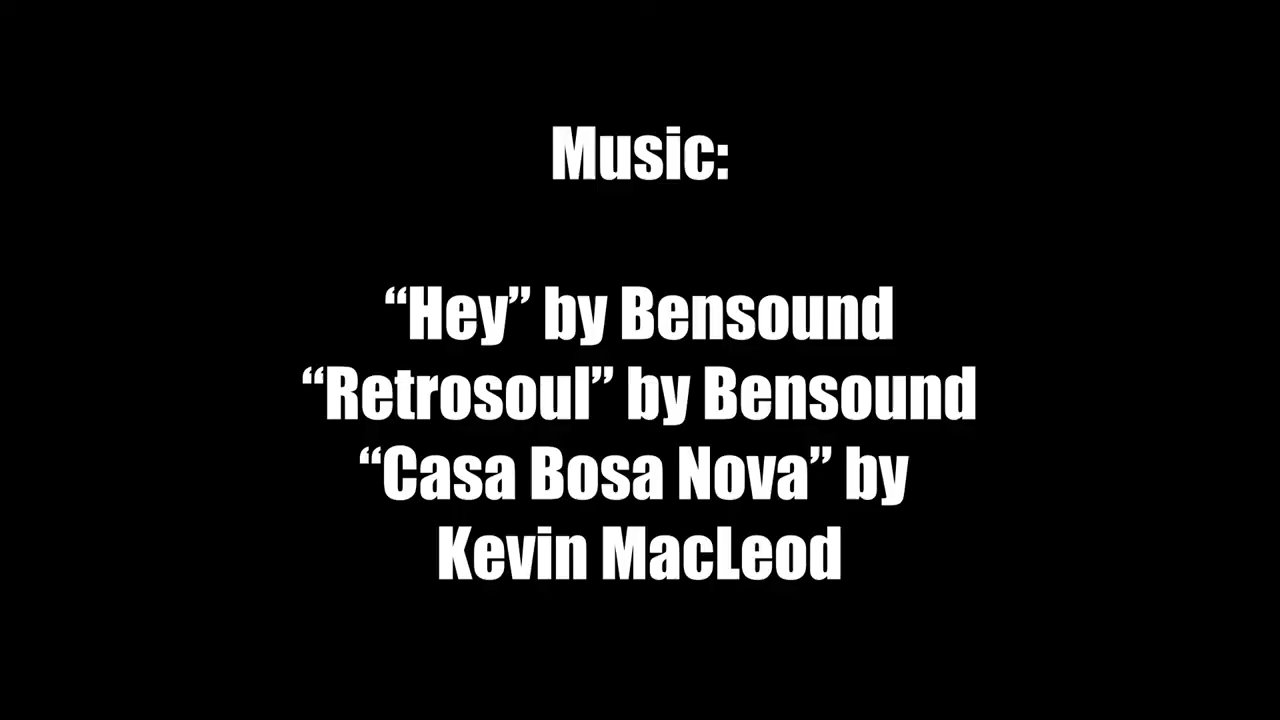 Music:
“Hey” by Bensound
“Retrosoul” by Bensound
“Casa Bosa Nova” by
Kevin MacLeod